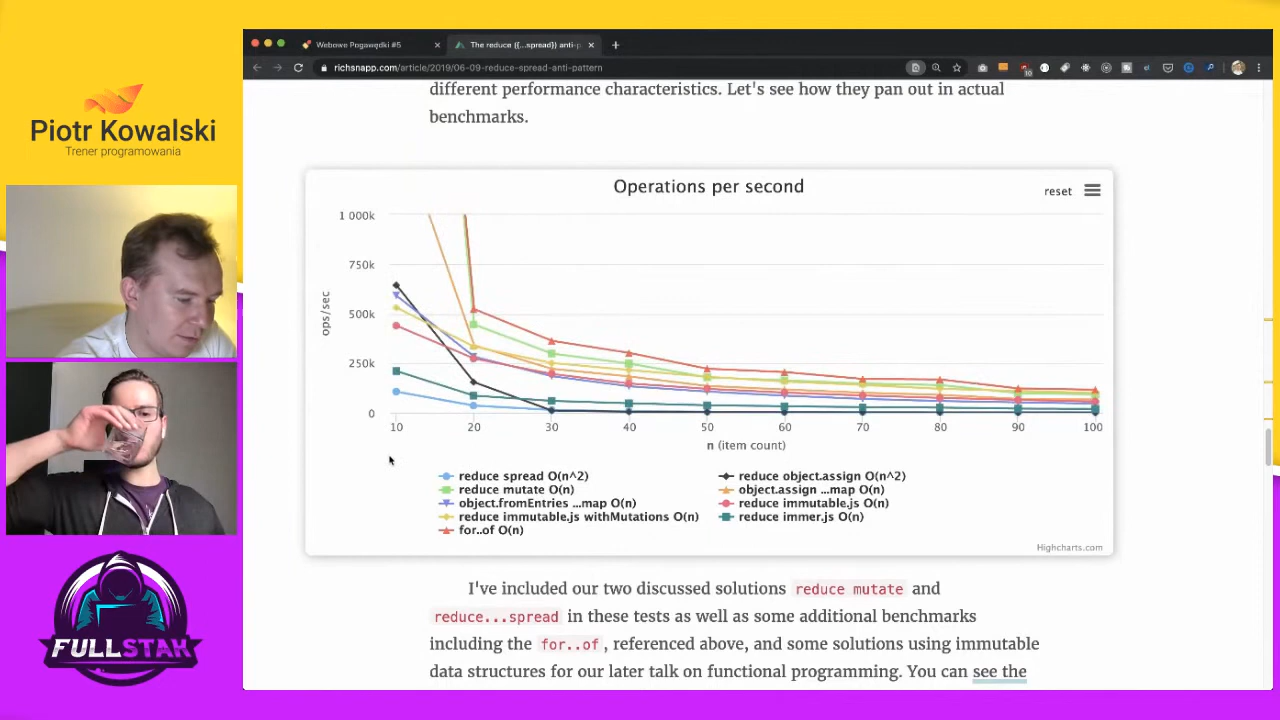 Piotr Kowalski
Trener programowania
FULLSTAK
Webowe Pogawędki #5
The reduce ({...spread}) anti-p
richsnapp.com/article/2019/06-09-reduce-spread-anti-pattern
10
different performance characteristics. Let's see how they pan out in actual
benchmarks.
Operations per second
reset
1 000k
750k
500k
250k
0
ops/sec
10 20 30 40 50 60 70 80 90 100
n (item count)
reduce spread O(n^2)
reduce object.assign O(n^2)
reduce mutate O(n)
object.assign ...map O(n)
object.fromEntries ...map O(n)
reduce immutable.js O(n)
reduce immutable.js withMutations O(n)
reduce immer.js O(n)
for..of O(n)
Highcharts.com
I've included our two discussed solutions reduce mutate and
reduce...spread in these tests as well as some additional benchmarks
including the for..of, referenced above, and some solutions using immutable
data structures for our later talk on functional programming. You can see the